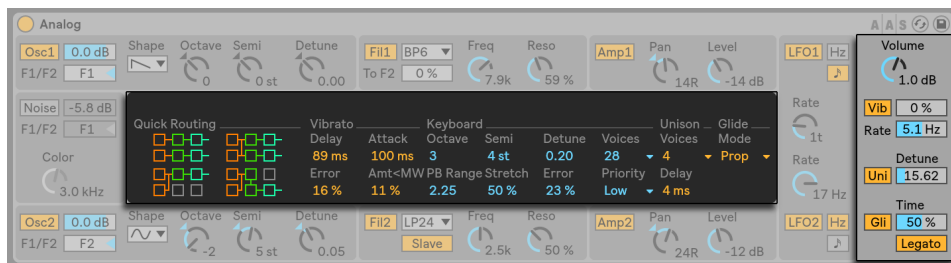 Analog AAS
Osc1 0.0 dB Shape Octave Semi Detune Fil1 BP6 Freq Reso Amp1 Pan Level LFO1 Hz Volume
F1/F2 F1 0 0 st 0.00 To F2 0 % 7.9k 59 % 14R -14 dB 1.0 dB
Noise -5.8 dB Rate Vib 0 %
F1/F2 F1 1t Rate 5.1 Hz
Color Rate Detune
3.0 kHz 17 Hz Uni 15.62
Quick Routing Vibrato Keyboard Unison Glide
Delay Attack Octave Semi Detune Voices Voices Mode
89 ms 100 ms 3 4 st 0.20 28 4 Prop
Error Amt<MW PB Range Stretch Error Priority Delay
16 % 11 % 2.25 50 % 23 % Low 4 ms
Osc2 0.0 dB Shape Octave Semi Detune Fil2 LP24 Freq Reso Amp2 Pan Level LFO2 Hz Time
Gli 50 %
F1/F2 F2 -2 5 st 0.05 Slave 2.5k 50 % 24R -12 dB Legato